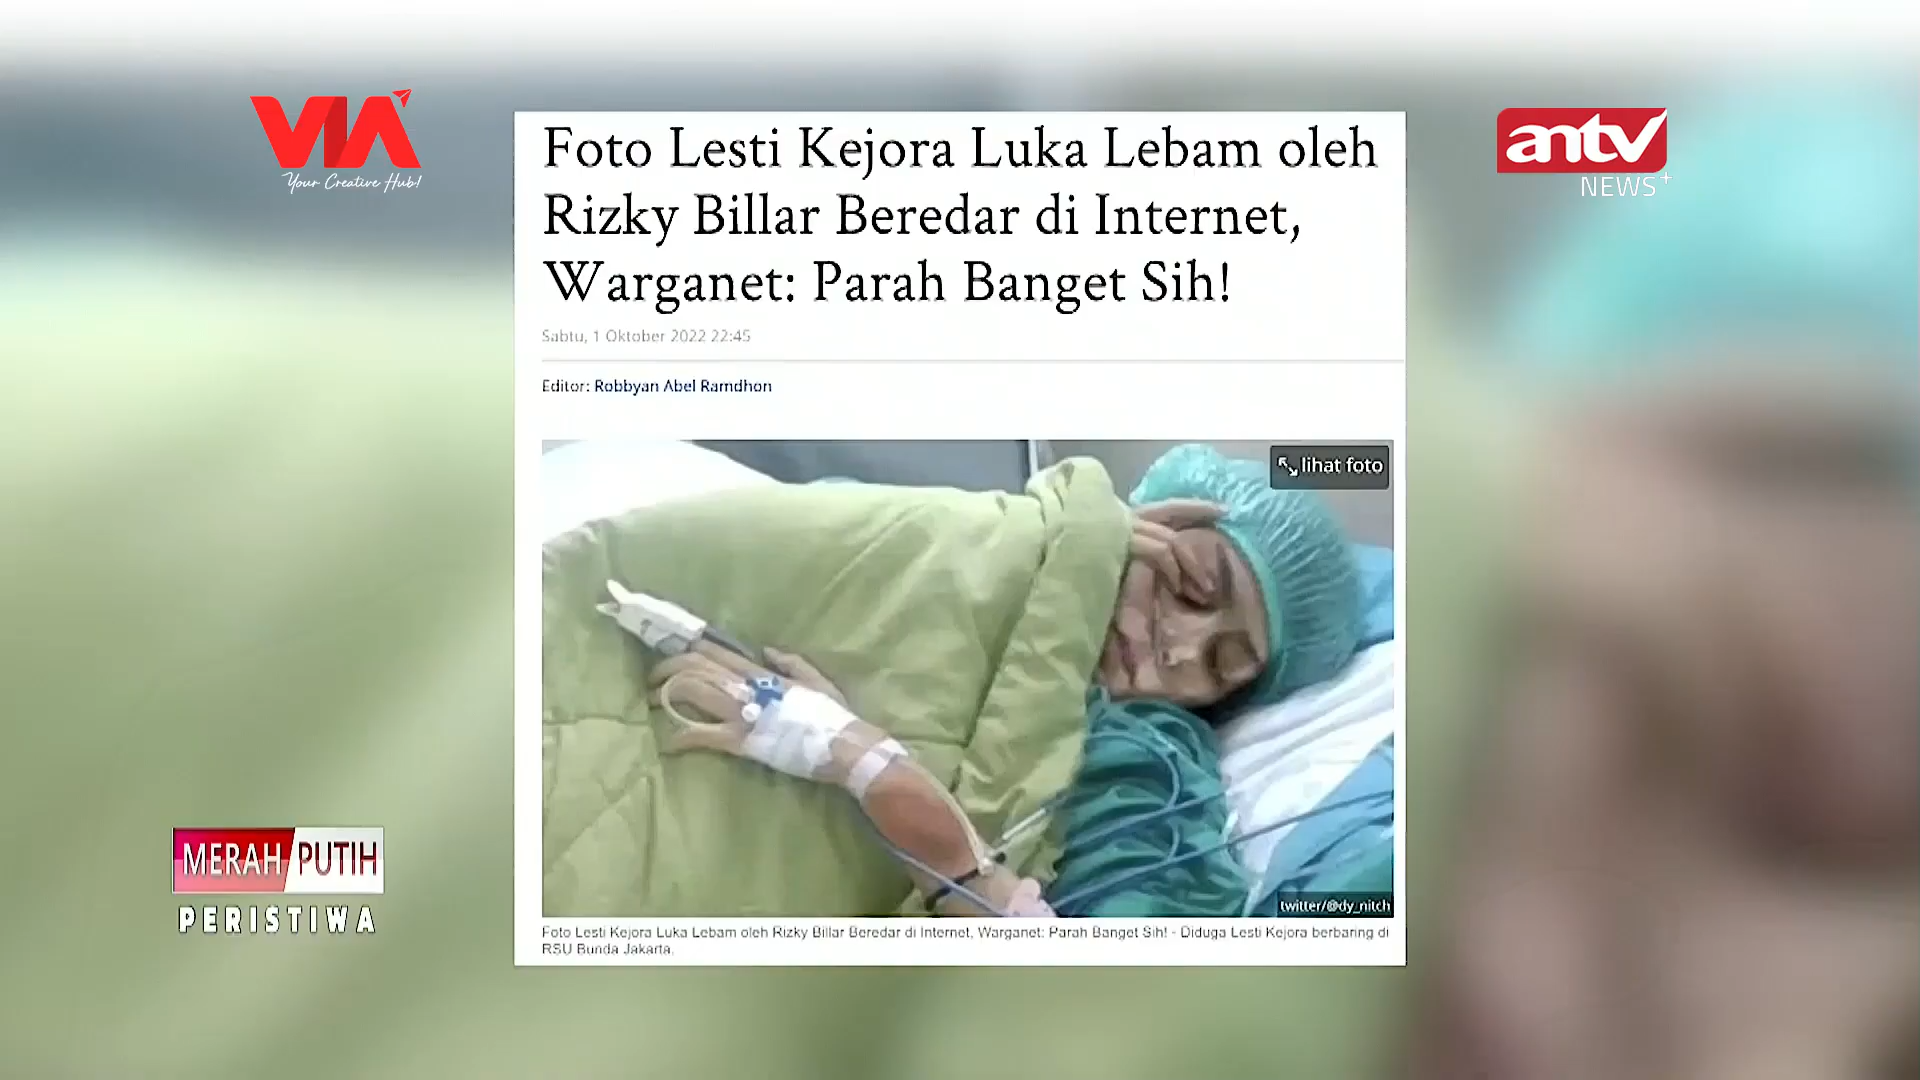 VIA
Your Creative Hub!
antv
NEWS+
Foto Lesti Kejora Luka Lebam oleh
Rizky Billar Beredar di Internet,
Warganet: Parah Banget Sih!
Sabtu, 1 Oktober 2022 22:45
Editor: Robbyan Abel Ramdhon
lihat foto
twitter/@dy_nitch
Foto Lesti Kejora Luka Lebam oleh Rizky Billar Beredar di Internet, Warganet: Parah Banget Sih! - Diduga Lesti Kejora berbaring di
RSU Bunda Jakarta.
MERAH PUTIH
PERISTIWA